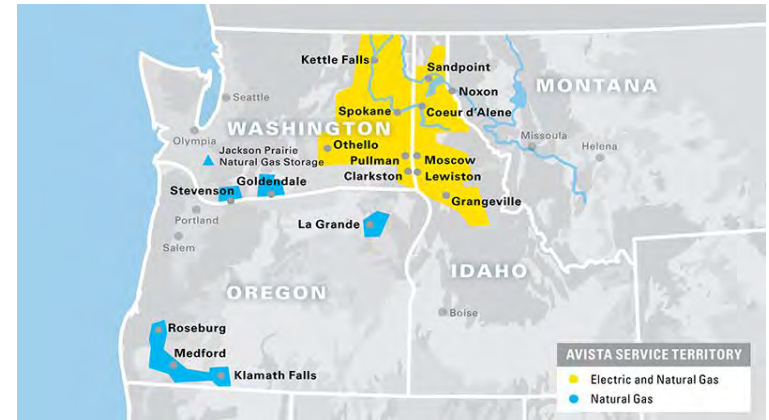 Kettle Falls
Sandpoint
MONTANA
Noxon
Seattle
Spokane
Coeur d'Alene
WASHINGTON
Olympia
Othello
Missoula
Helena
Jackson Prairie
Natural Gas Storage
Pullman
Moscow
Clarkston
Lewiston
Goldendale
Stevenson
Grangeville
Portland
La Grande
Salem
IDAHO
OREGON
Boise
Roseburg
Medford
Klamath Falls
AVISTA SERVICE TERRITORY
Electric and Natural Gas
Natural Gas